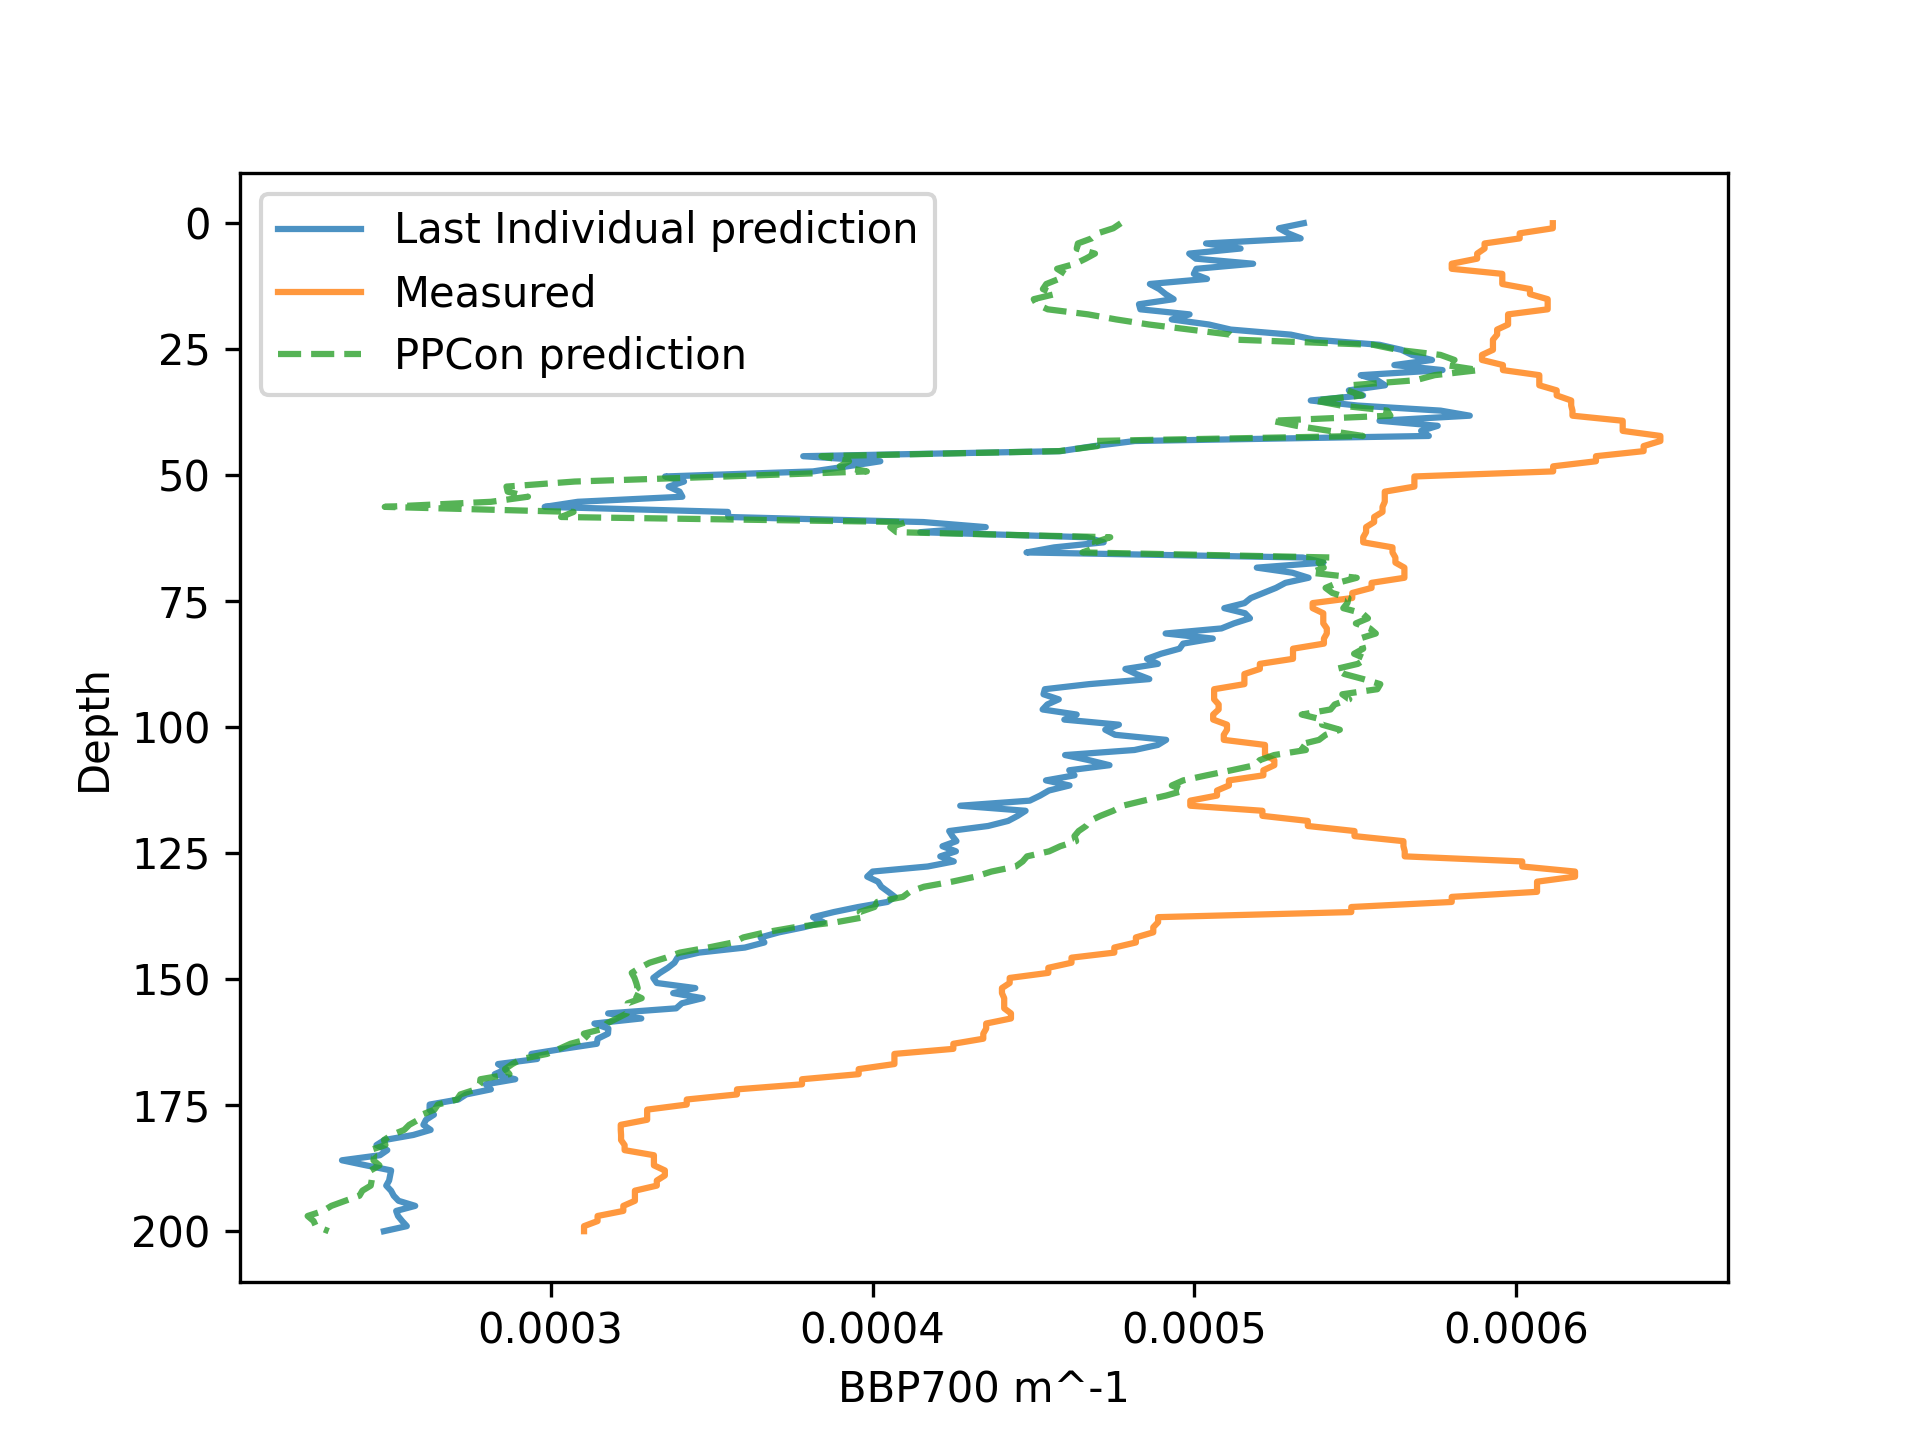 Last Individual prediction
Measured
PPCon prediction
0
25
50
75
100
125
150
175
200
Depth
0.0003 0.0004 0.0005 0.0006
BBP700 m^-1